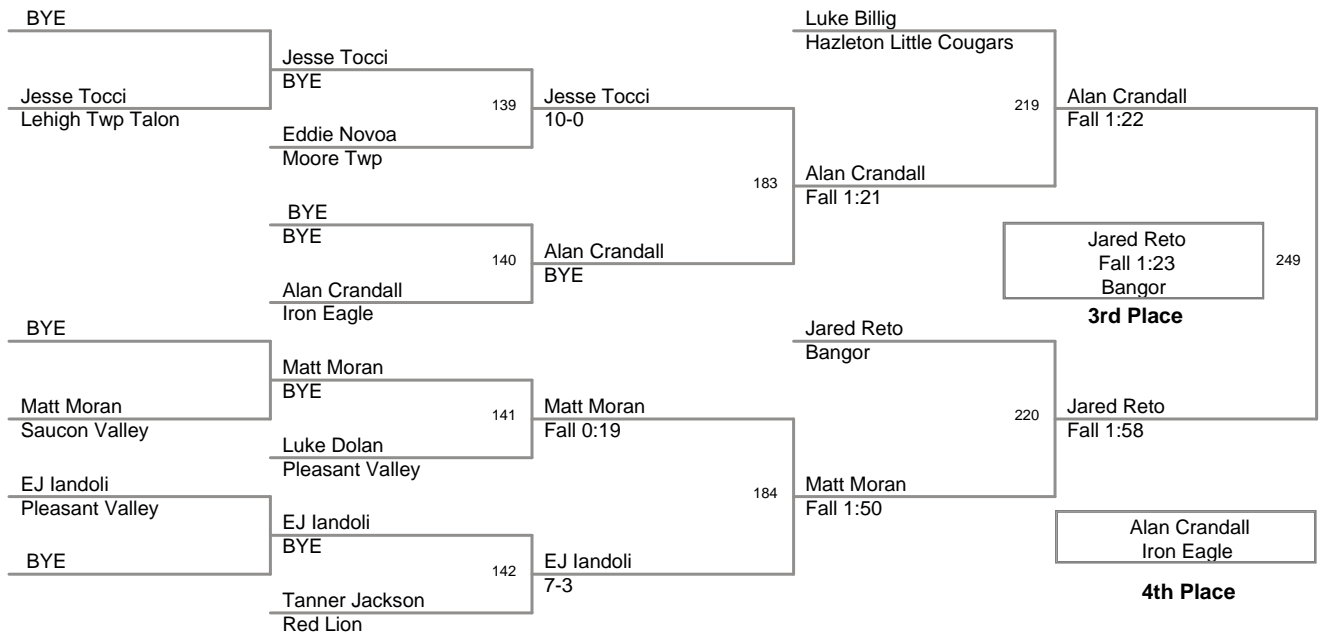 BYE
Jesse Tocci
Lehigh Twp Talon
Jesse Tocci
BYE
139
Eddie Novoa
Moore Twp
Jesse Tocci
10-0
BYE
BYE
140
Alan Crandall
Iron Eagle
Alan Crandall
BYE
183
Luke Billig
Hazleton Little Cougars
219
Alan Crandall
Fall 1:21
Alan Crandall
Fall 1:22
Jared Reto
Fall 1:23
Bangor
249
3rd Place
BYE
Matt Moran
Saucon Valley
Matt Moran
BYE
141
Luke Dolan
Pleasant Valley
Matt Moran
Fall 0:19
EJ Iandoli
Pleasant Valley
BYE
EJ Iandoli
BYE
142
Tanner Jackson
Red Lion
EJ Iandoli
7-3
184
Jared Reto
Bangor
220
Matt Moran
Fall 1:50
Jared Reto
Fall 1:58
Alan Crandall
Iron Eagle
4th Place